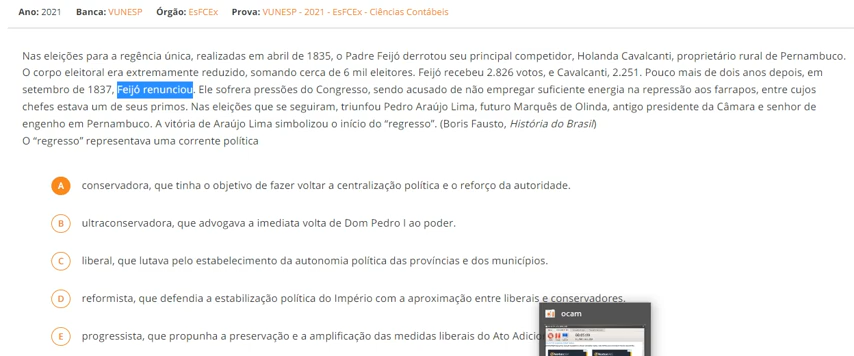 Ano: 2021 Banca: VUNESP Órgão: EsFCEx Prova: VUNESP - 2021 - EsFCEx - Ciências Contábeis
Nas eleições para a regência única, realizadas em abril de 1835, o Padre Feijó derrotou seu principal competidor, Holanda Cavalcanti, proprietário rural de Pernambuco.
O corpo eleitoral era extremamente reduzido, somando cerca de 6 mil eleitores. Feijó recebeu 2.826 votos, e Cavalcanti, 2.251. Pouco mais de dois anos depois, em
setembro de 1837, Feijó renunciou. Ele sofrera pressões do Congresso, sendo acusado de não empregar suficiente energia na repressão aos farrapos, entre cujos
chefes estava um de seus primos. Nas eleições que se seguiram, triunfou Pedro Araújo Lima, futuro Marquês de Olinda, antigo presidente da Câmara e senhor de
engenho em Pernambuco. A vitória de Araújo Lima simbolizou o início do “regresso”. (Boris Fausto, História do Brasil)
O “regresso” representava uma corrente política
A conservadora, que tinha o objetivo de fazer voltar a centralização política e o reforço da autoridade.
B ultraconservadora, que advogava a imediata volta de Dom Pedro I ao poder.
C liberal, que lutava pelo estabelecimento da autonomia política das províncias e dos municípios.
D reformista, que defendia a estabilização política do Império com a aproximação entre liberais e conservadores.
ocam
E progressista, que propunha a preservação e a amplificação das medidas liberais do Ato